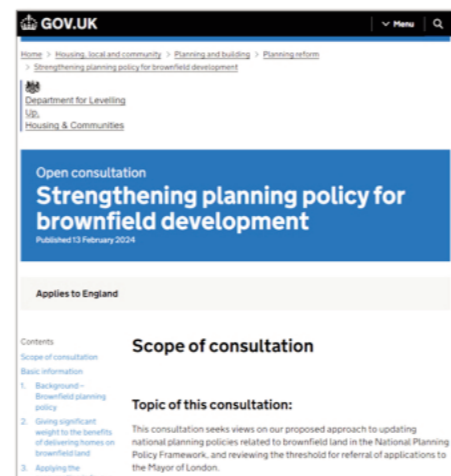 GOV.UK
Menu
Home > Housing, local and community > Planning and building > Planning reform
> Strengthening planning policy for brownfield development
Department for Levelling
Up,
Housing & Communities
Open consultation
Strengthening planning policy for
brownfield development
Published 13 February 2024
Applies to England
Contents
Scope of consultation
Basic information
1. Background –
Brownfield planning
policy
2. Giving significant
weight to the benefits
of delivering homes on
brownfield land
3. Applying the
Scope of consultation
Topic of this consultation:
This consultation seeks views on our proposed approach to updating
national planning policies related to brownfield land in the National Planning
Policy Framework, and reviewing the threshold for referral of applications to
the Mayor of London.